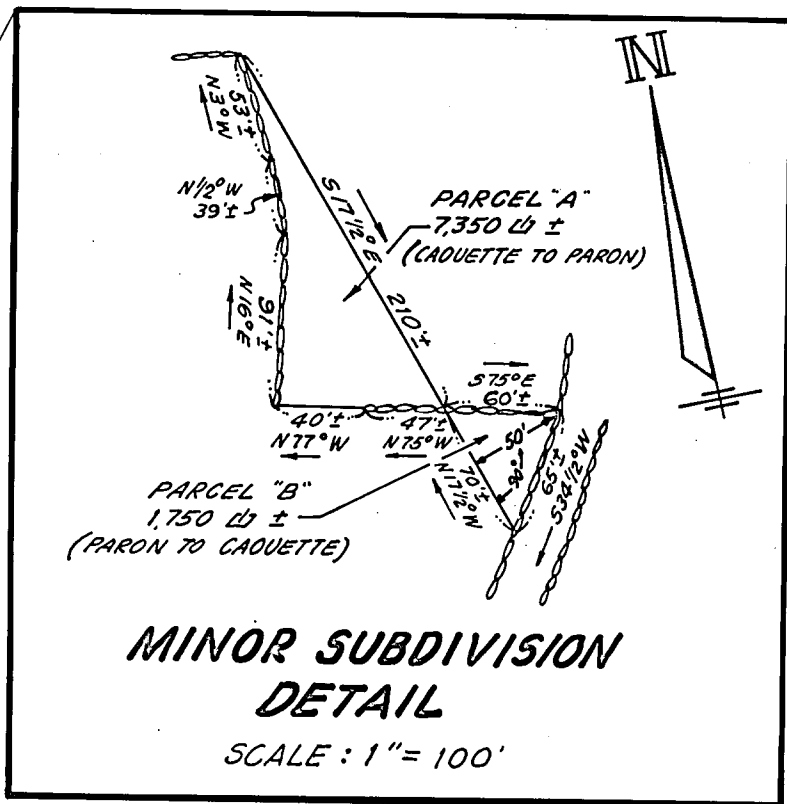 N
53'±
N3°W
N1/2°W
39'±
91'±
N16°E
S17 1/2°E
210'±
PARCEL "A"
7,350 ⏍ ±
(CAOUETTE TO PARON)
S75°E
60'±
40'±
N77°W
47'±
N75°W
50'
90°
70'±
N17 1/2°W
65'±
S34 1/2°W
PARCEL "B"
1,750 ⏍ ±
(PARON TO CAOUETTE)
MINOR SUBDIVISION
DETAIL
SCALE : 1"= 100'